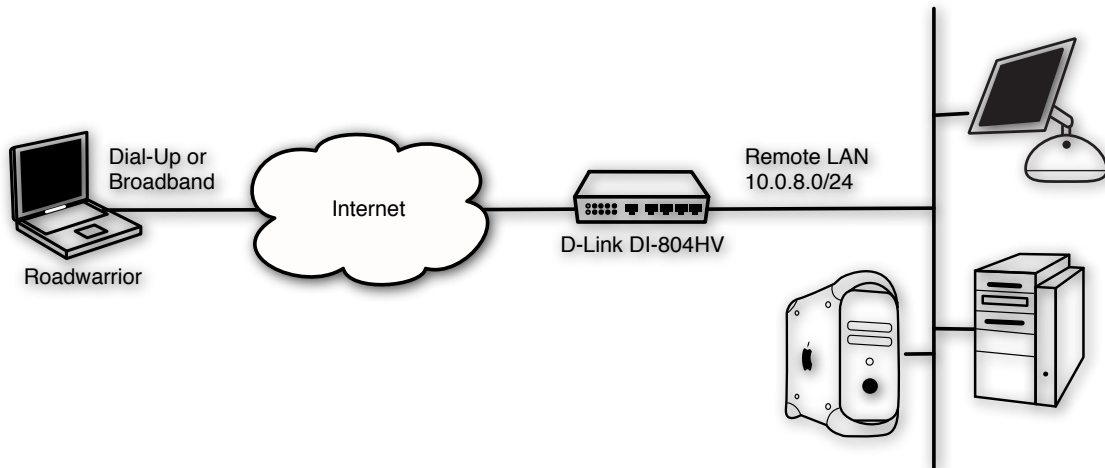 Dial-Up or
Broadband
Roadwarrior
Internet
D-Link DI-804HV
Remote LAN
10.0.8.0/24